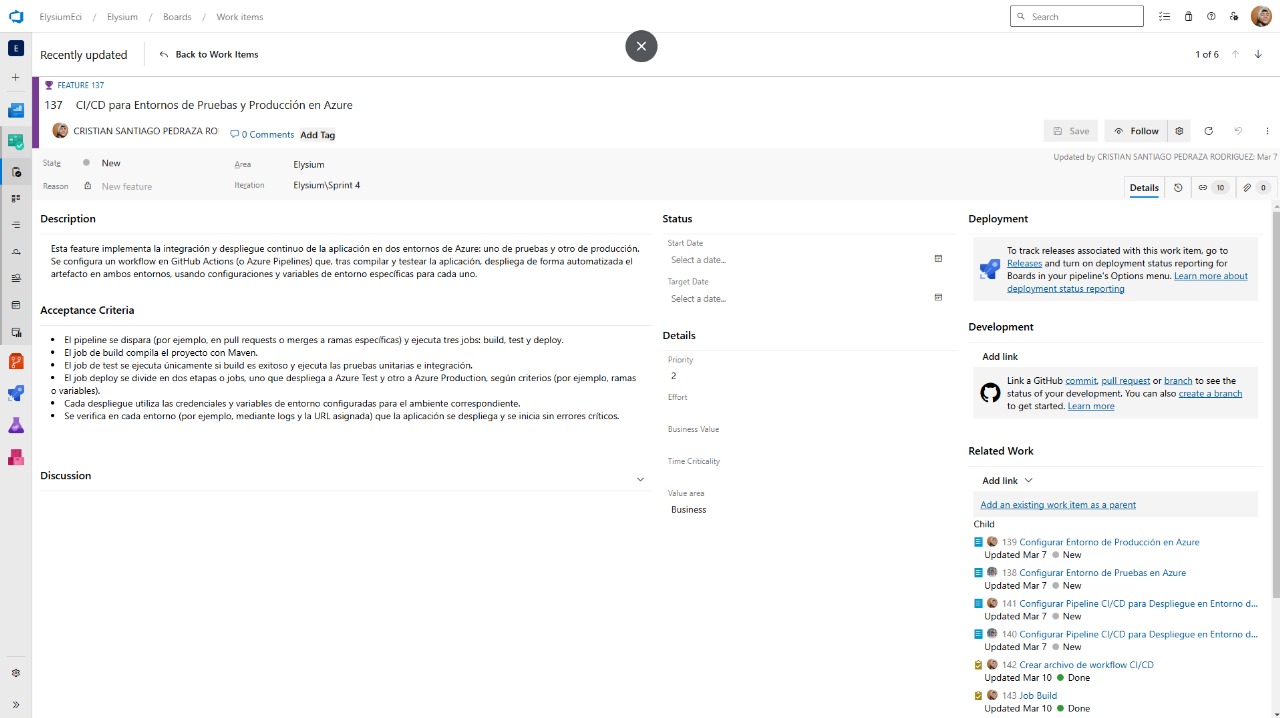 ElysiumEci / Elysium / Boards / Work items
Search
E
Recently updated
Back to Work Items
1 of 6
FEATURE 137
137 CI/CD para Entornos de Pruebas y Producción en Azure
CRISTIAN SANTIAGO PEDRAZA RO
0 Comments
Add Tag
Save
Follow
State
New
Area
Elysium
Updated by CRISTIAN SANTIAGO PEDRAZA RODRIGUEZ: Mar 7
Reason
New feature
Iteration
Elysium\Sprint 4
Details
10
0
Description
Esta feature implementa la integración y despliegue continuo de la aplicación en dos entornos de Azure: uno de pruebas y otro de producción.
Se configura un workflow en GitHub Actions (o Azure Pipelines) que, tras compilar y testear la aplicación, despliega de forma automatizada el
artefacto en ambos entornos, usando configuraciones y variables de entorno específicas para cada uno.
Acceptance Criteria
• El pipeline se dispara (por ejemplo, en pull requests o merges a ramas específicas) y ejecuta tres jobs: build, test y deploy.
• El job de build compila el proyecto con Maven.
• El job de test se ejecuta únicamente si build es exitoso y ejecuta las pruebas unitarias e integración.
• El job deploy se divide en dos etapas o jobs, uno que despliega a Azure Test y otro a Azure Production, según criterios (por ejemplo, ramas
o variables).
• Cada despliegue utiliza las credenciales y variables de entorno configuradas para el ambiente correspondiente.
• Se verifica en cada entorno (por ejemplo, mediante logs y la URL asignada) que la aplicación se despliega y se inicia sin errores críticos.
Discussion
Status
Start Date
Select a date...
Target Date
Select a date...
Details
Priority
2
Effort
Business Value
Time Criticality
Value area
Business
Deployment
To track releases associated with this work item, go to
Releases and turn on deployment status reporting for
Boards in your pipeline's Options menu. Learn more about
deployment status reporting
Development
Add link
Link a GitHub commit, pull request or branch to see the
status of your development. You can also create a branch
to get started. Learn more
Related Work
Add link
Add an existing work item as a parent
Child
139 Configurar Entorno de Producción en Azure
Updated Mar 7 New
138 Configurar Entorno de Pruebas en Azure
Updated Mar 7 New
141 Configurar Pipeline CI/CD para Despliegue en Entorno d...
Updated Mar 7 New
140 Configurar Pipeline CI/CD para Despliegue en Entorno d...
Updated Mar 7 New
142 Crear archivo de workflow CI/CD
Updated Mar 10 Done
143 Job Build
Updated Mar 10 Done